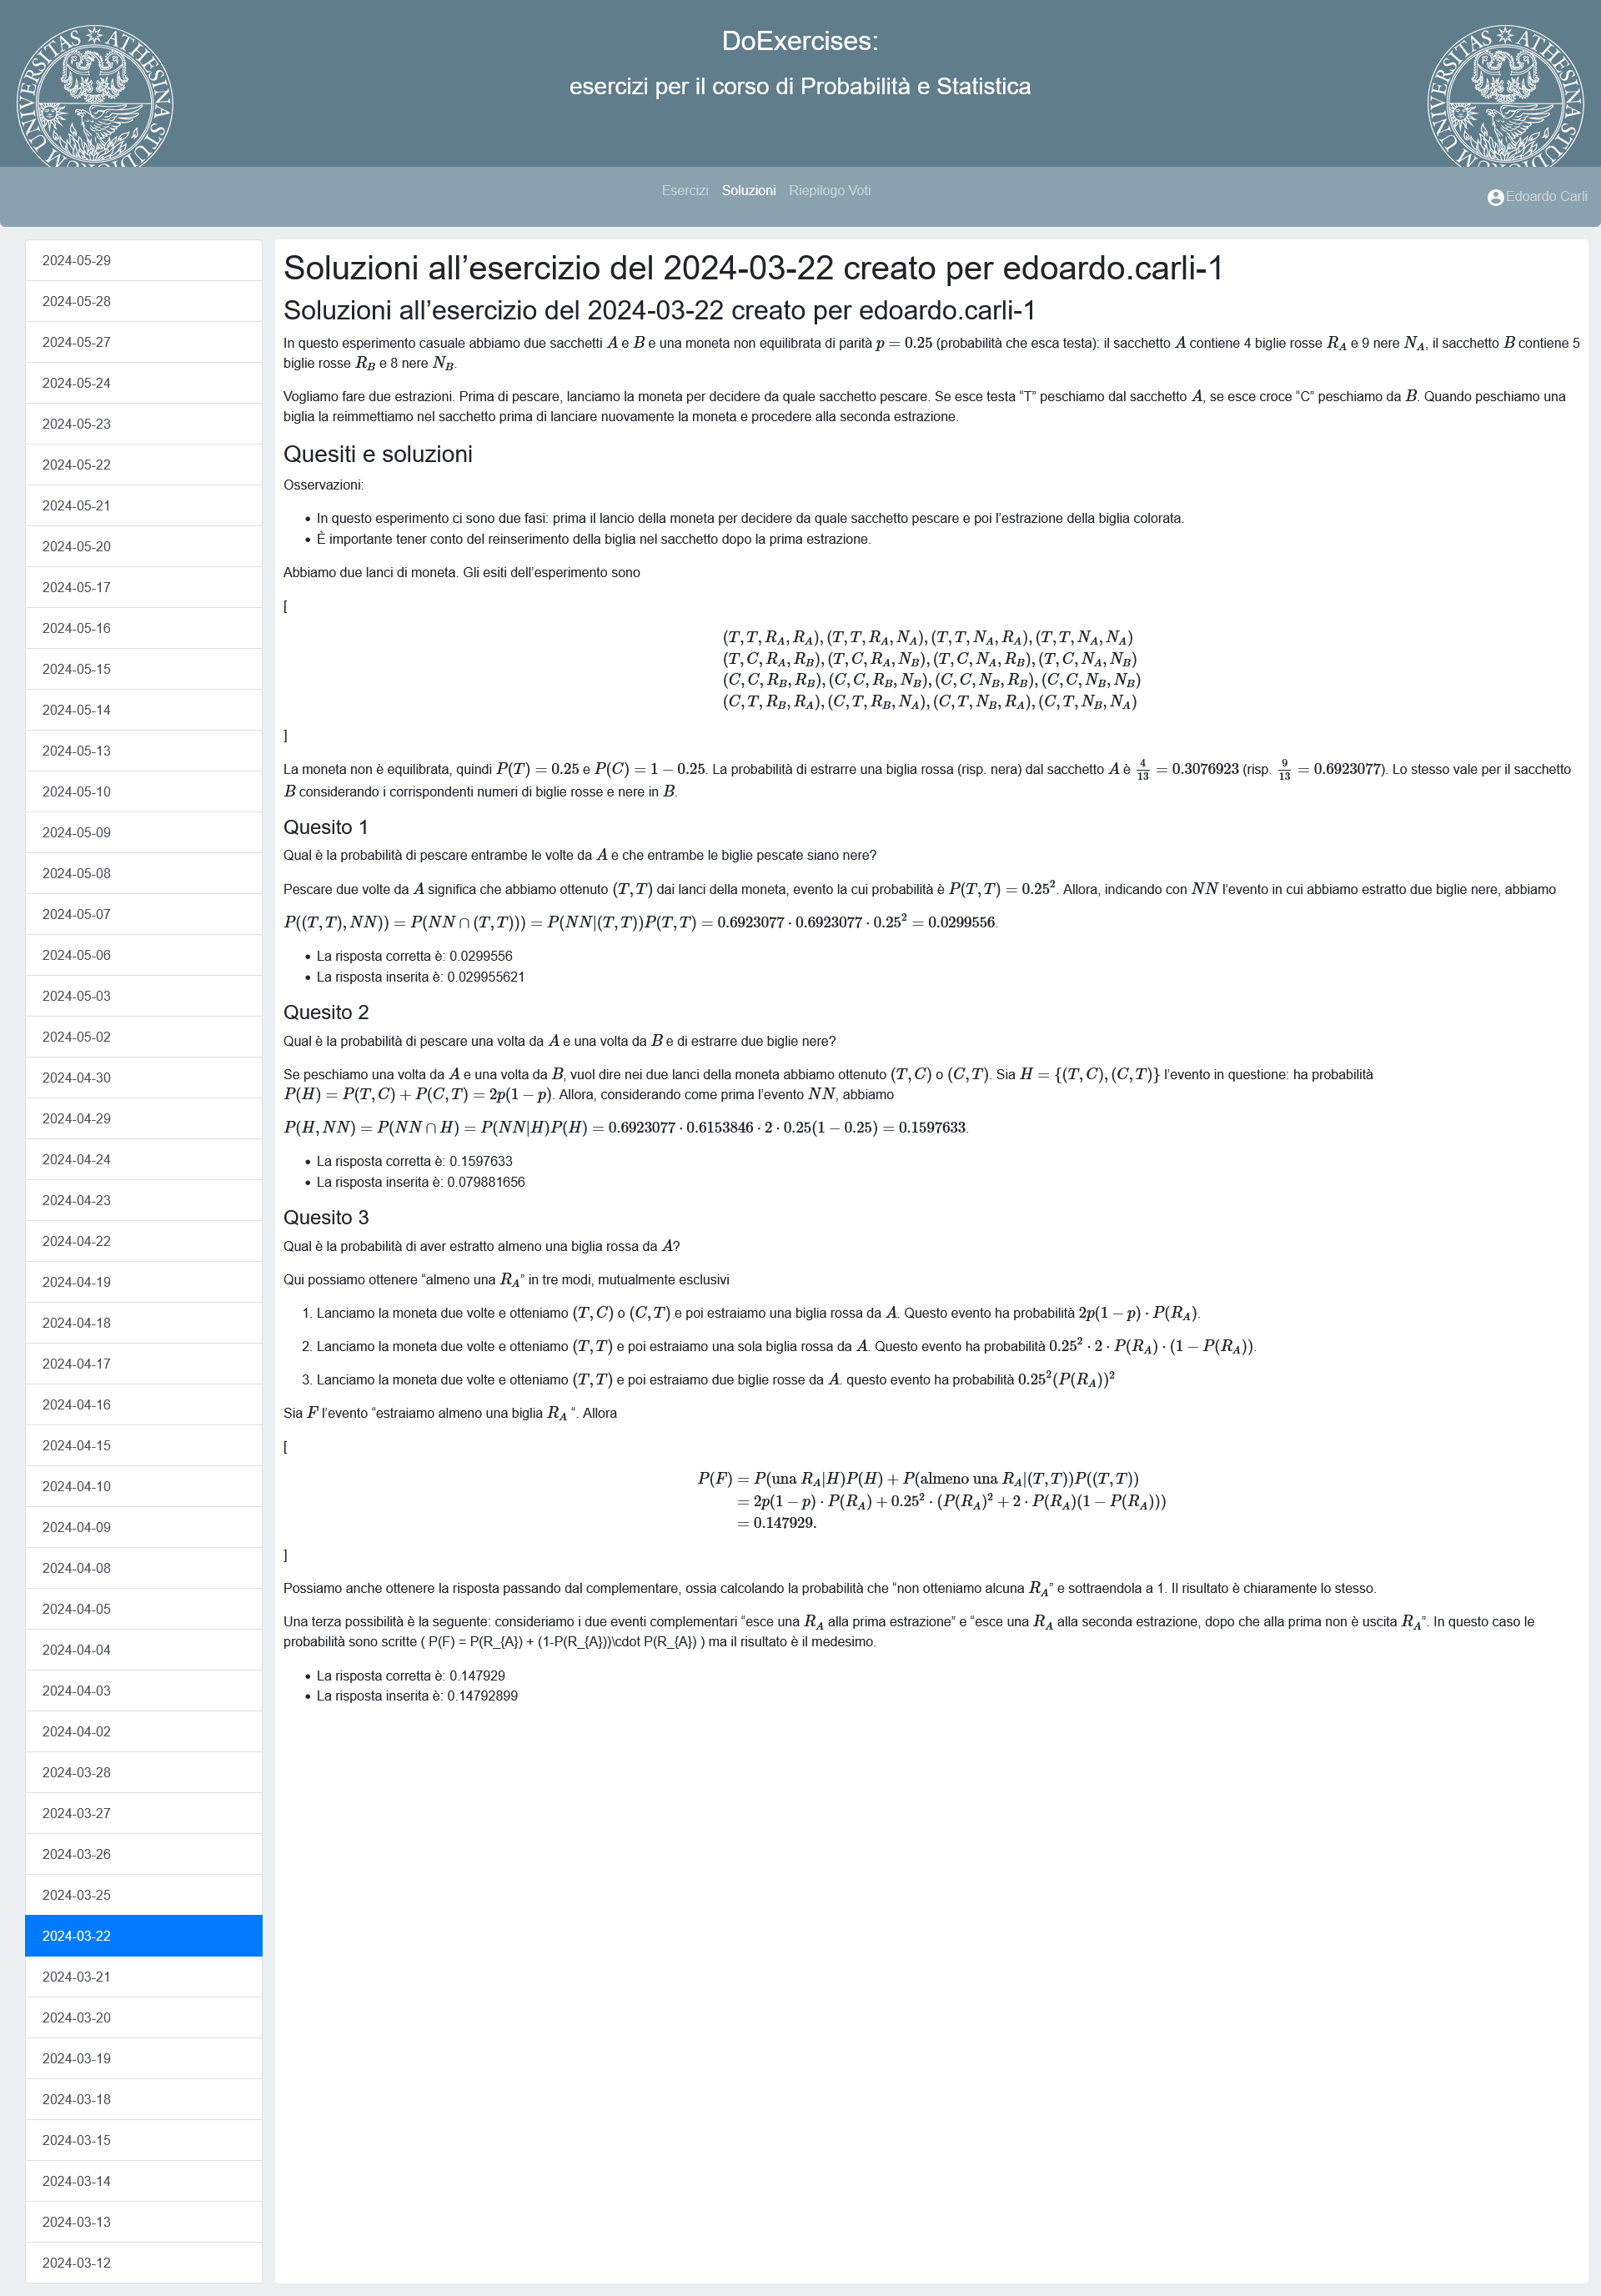 DoExercises:
esercizi per il corso di Probabilità e Statistica
UNIVERSITAS ATHESINA STUDIORUM
UNIVERSITAS ATHESINA STUDIORUM
Esercizi Soluzioni Riepilogo Voti
Edoardo Carli
2024-05-29
2024-05-28
2024-05-27
2024-05-24
2024-05-23
2024-05-22
2024-05-21
2024-05-20
2024-05-17
2024-05-16
2024-05-15
2024-05-14
2024-05-13
2024-05-10
2024-05-09
2024-05-08
2024-05-07
2024-05-06
2024-05-03
2024-05-02
2024-04-30
2024-04-29
2024-04-24
2024-04-23
2024-04-22
2024-04-19
2024-04-18
2024-04-17
2024-04-16
2024-04-15
2024-04-10
2024-04-09
2024-04-08
2024-04-05
2024-04-04
2024-04-03
2024-04-02
2024-03-28
2024-03-27
2024-03-26
2024-03-25
2024-03-22
2024-03-21
2024-03-20
2024-03-19
2024-03-18
2024-03-15
2024-03-14
2024-03-13
2024-03-12
Soluzioni all’esercizio del 2024-03-22 creato per edoardo.carli-1
Soluzioni all’esercizio del 2024-03-22 creato per edoardo.carli-1
In questo esperimento casuale abbiamo due sacchetti A e B e una moneta non equilibrata di parità p = 0.25 (probabilità che esca testa): il sacchetto A contiene 4 biglie rosse R_A e 9 nere N_A, il sacchetto B contiene 5
biglie rosse R_B e 8 nere N_B.
Vogliamo fare due estrazioni. Prima di pescare, lanciamo la moneta per decidere da quale sacchetto pescare. Se esce testa “T” peschiamo dal sacchetto A, se esce croce “C” peschiamo da B. Quando peschiamo una
biglia la reimmettiamo nel sacchetto prima di lanciare nuovamente la moneta e procedere alla seconda estrazione.
Quesiti e soluzioni
Osservazioni:
• In questo esperimento ci sono due fasi: prima il lancio della moneta per decidere da quale sacchetto pescare e poi l’estrazione della biglia colorata.
• È importante tener conto del reinserimento della biglia nel sacchetto dopo la prima estrazione.
Abbiamo due lanci di moneta. Gli esiti dell’esperimento sono
[
(T, T, R_A, R_A), (T, T, R_A, N_A), (T, T, N_A, R_A), (T, T, N_A, N_A)
(T, C, R_A, R_B), (T, C, R_A, N_B), (T, C, N_A, R_B), (T, C, N_A, N_B)
(C, C, R_B, R_B), (C, C, R_B, N_B), (C, C, N_B, R_B), (C, C, N_B, N_B)
(C, T, R_B, R_A), (C, T, R_B, N_A), (C, T, N_B, R_A), (C, T, N_B, N_A)
]
La moneta non è equilibrata, quindi P(T) = 0.25 e P(C) = 1 − 0.25. La probabilità di estrarre una biglia rossa (risp. nera) dal sacchetto A è 4/13 = 0.3076923 (risp. 9/13 = 0.6923077). Lo stesso vale per il sacchetto
B considerando i corrispondenti numeri di biglie rosse e nere in B.
Quesito 1
Qual è la probabilità di pescare entrambe le volte da A e che entrambe le biglie pescate siano nere?
Pescare due volte da A significa che abbiamo ottenuto (T, T) dai lanci della moneta, evento la cui probabilità è P(T, T) = 0.25². Allora, indicando con NN l’evento in cui abbiamo estratto due biglie nere, abbiamo
P((T, T), NN)) = P(NN ∩ (T, T))) = P(NN|(T, T))P(T, T) = 0.6923077 · 0.6923077 · 0.25² = 0.0299556.
• La risposta corretta è: 0.0299556
• La risposta inserita è: 0.029955621
Quesito 2
Qual è la probabilità di pescare una volta da A e una volta da B e di estrarre due biglie nere?
Se peschiamo una volta da A e una volta da B, vuol dire nei due lanci della moneta abbiamo ottenuto (T, C) o (C, T). Sia H = {(T, C), (C, T)} l’evento in questione: ha probabilità
P(H) = P(T, C) + P(C, T) = 2p(1 − p). Allora, considerando come prima l’evento NN, abbiamo
P(H, NN) = P(NN ∩ H) = P(NN|H)P(H) = 0.6923077 · 0.6153846 · 2 · 0.25(1 − 0.25) = 0.1597633.
• La risposta corretta è: 0.1597633
• La risposta inserita è: 0.079881656
Quesito 3
Qual è la probabilità di aver estratto almeno una biglia rossa da A?
Qui possiamo ottenere “almeno una R_A” in tre modi, mutualmente esclusivi
1. Lanciamo la moneta due volte e otteniamo (T, C) o (C, T) e poi estraiamo una biglia rossa da A. Questo evento ha probabilità 2p(1 − p) · P(R_A).
2. Lanciamo la moneta due volte e otteniamo (T, T) e poi estraiamo una sola biglia rossa da A. Questo evento ha probabilità 0.25² · 2 · P(R_A) · (1 − P(R_A)).
3. Lanciamo la moneta due volte e otteniamo (T, T) e poi estraiamo due biglie rosse da A. questo evento ha probabilità 0.25²(P(R_A))²
Sia F l’evento “estraiamo almeno una biglia R_A “. Allora
[
P(F) = P(una R_A|H)P(H) + P(almeno una R_A|(T, T))P((T, T))
= 2p(1 − p) · P(R_A) + 0.25² · (P(R_A)² + 2 · P(R_A)(1 − P(R_A)))
= 0.147929.
]
Possiamo anche ottenere la risposta passando dal complementare, ossia calcolando la probabilità che “non otteniamo alcuna R_A” e sottraendola a 1. Il risultato è chiaramente lo stesso.
Una terza possibilità è la seguente: consideriamo i due eventi complementari “esce una R_A alla prima estrazione” e “esce una R_A alla seconda estrazione, dopo che alla prima non è uscita R_A”. In questo caso le
probabilità sono scritte ( P(F) = P(R_{A}) + (1-P(R_{A}))\cdot P(R_{A}) ) ma il risultato è il medesimo.
• La risposta corretta è: 0.147929
• La risposta inserita è: 0.14792899